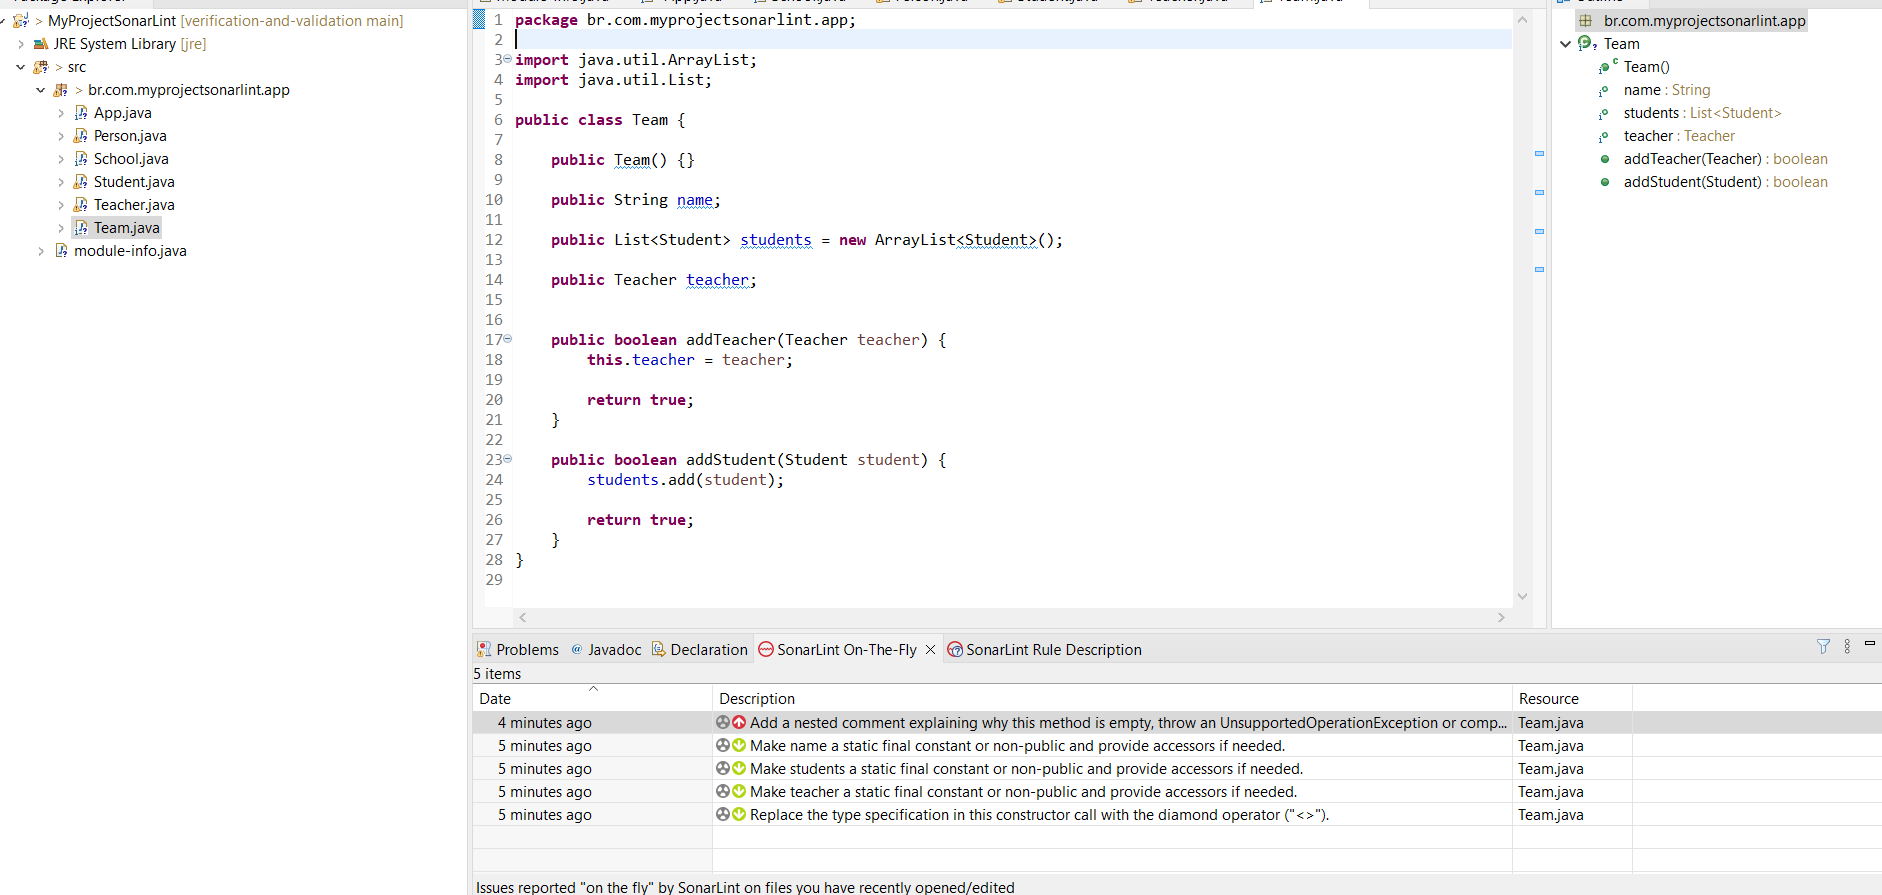 MyProjectSonarLint [verification-and-validation main]
JRE System Library [jre]
src
br.com.myprojectsonarlint.app
App.java
Person.java
School.java
Student.java
Teacher.java
Team.java
module-info.java
1 package br.com.myprojectsonarlint.app;
2
3 import java.util.ArrayList;
4 import java.util.List;
5
6 public class Team {
7
8 public Team() {}
9
10 public String name;
11
12 public List<Student> students = new ArrayList<Student>();
13
14 public Teacher teacher;
15
16
17 public boolean addTeacher(Teacher teacher) {
18 this.teacher = teacher;
19
20 return true;
21 }
22
23 public boolean addStudent(Student student) {
24 students.add(student);
25
26 return true;
27 }
28 }
29
br.com.myprojectsonarlint.app
Team
Team()
name : String
students : List<Student>
teacher : Teacher
addTeacher(Teacher) : boolean
addStudent(Student) : boolean
Problems @ Javadoc Declaration SonarLint On-The-Fly SonarLint Rule Description
5 items
Date Description Resource
4 minutes ago Add a nested comment explaining why this method is empty, throw an UnsupportedOperationException or comp... Team.java
5 minutes ago Make name a static final constant or non-public and provide accessors if needed. Team.java
5 minutes ago Make students a static final constant or non-public and provide accessors if needed. Team.java
5 minutes ago Make teacher a static final constant or non-public and provide accessors if needed. Team.java
5 minutes ago Replace the type specification in this constructor call with the diamond operator ("<>"). Team.java
Issues reported "on the fly" by SonarLint on files you have recently opened/edited